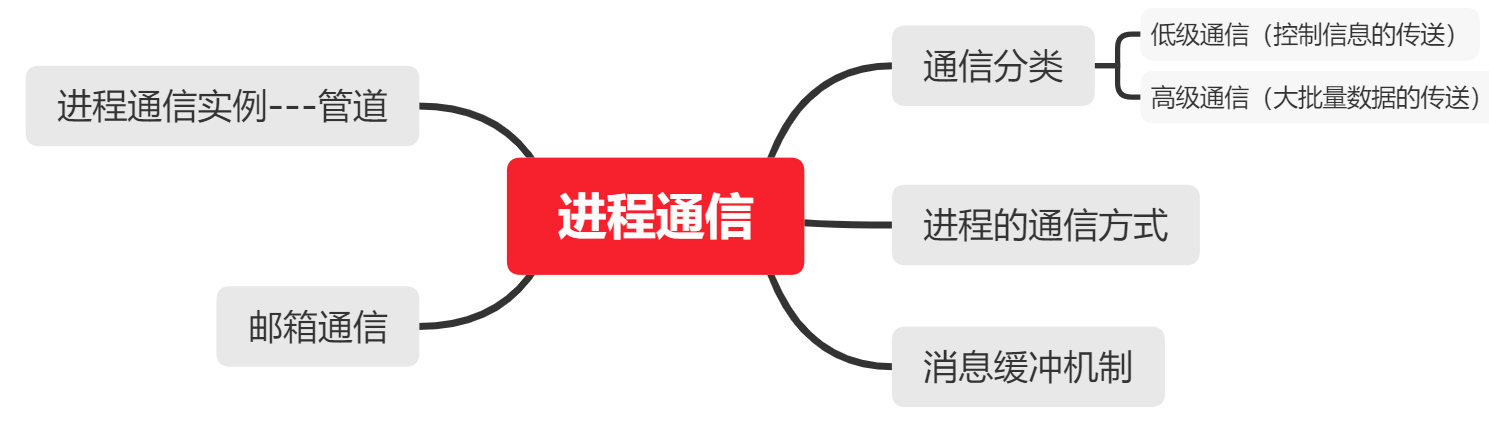 进程通信
通信分类
低级通信（控制信息的传送）
高级通信（大批量数据的传送）
进程的通信方式
消息缓冲机制
邮箱通信
进程通信实例---管道